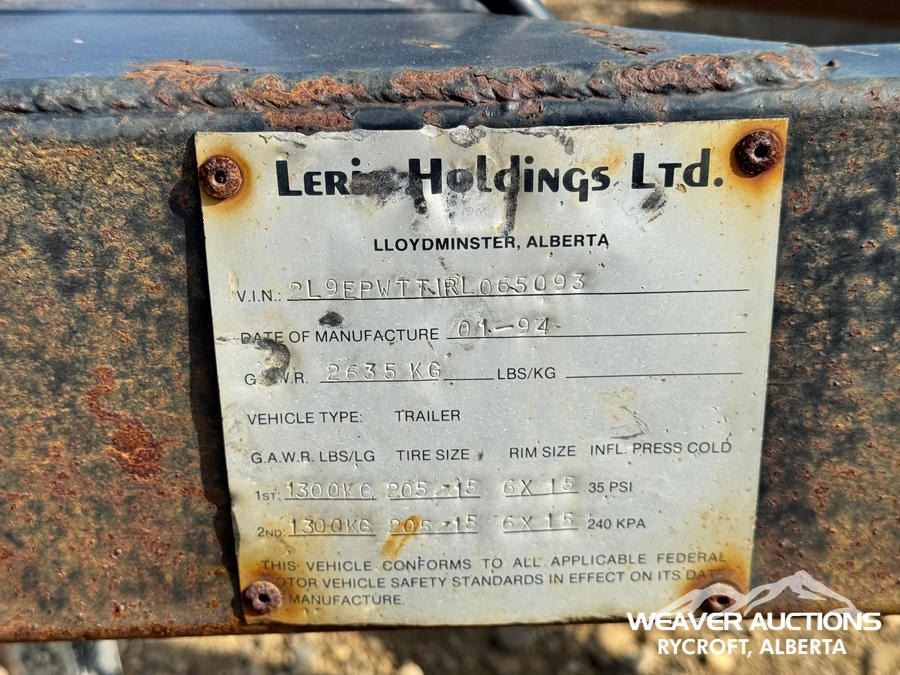 Holdings Ltd.
LLOYDMINSTER, ALBERTA
V.I.N.: 2L9EPWTTJRL065093
DATE OF MANUFACTURE 01-94
2635 KG LBS/KG
VEHICLE TYPE: TRAILER
G.A.W.R. LBS/LG TIRE SIZE RIM SIZE INFL. PRESS COLD
1ST: 1300KG 205-15 6X15 35 PSI
2ND: 1300KG 205-15 6X15 240 KPA
THIS VEHICLE CONFORMS TO ALL APPLICABLE FEDERAL
MOTOR VEHICLE SAFETY STANDARDS IN EFFECT ON ITS DATE
MANUFACTURE.
WEAVER AUCTIONS
RYCROFT, ALBERTA